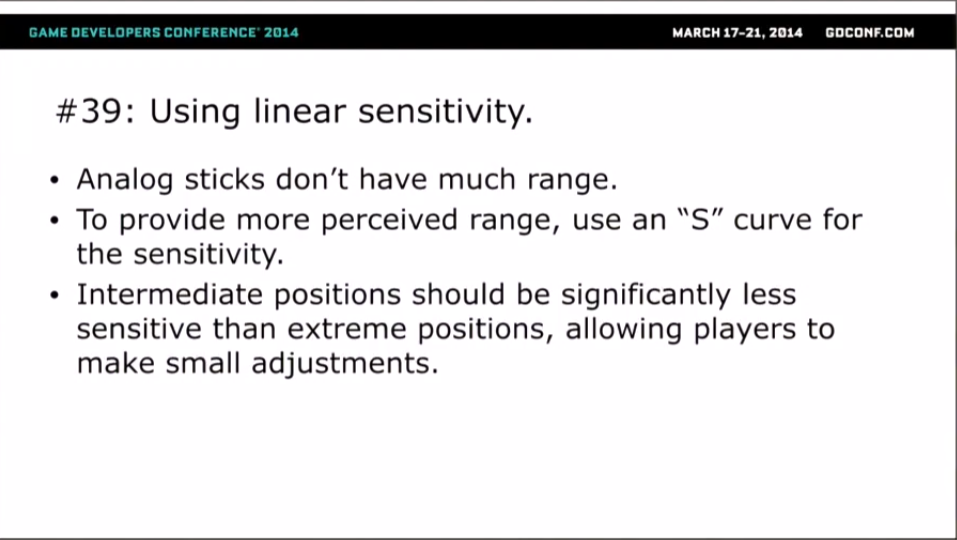 GAME DEVELOPERS CONFERENCE® 2014
MARCH 17-21, 2014 GDCONF.COM
#39: Using linear sensitivity.
• Analog sticks don’t have much range.
• To provide more perceived range, use an “S” curve for
the sensitivity.
• Intermediate positions should be significantly less
sensitive than extreme positions, allowing players to
make small adjustments.